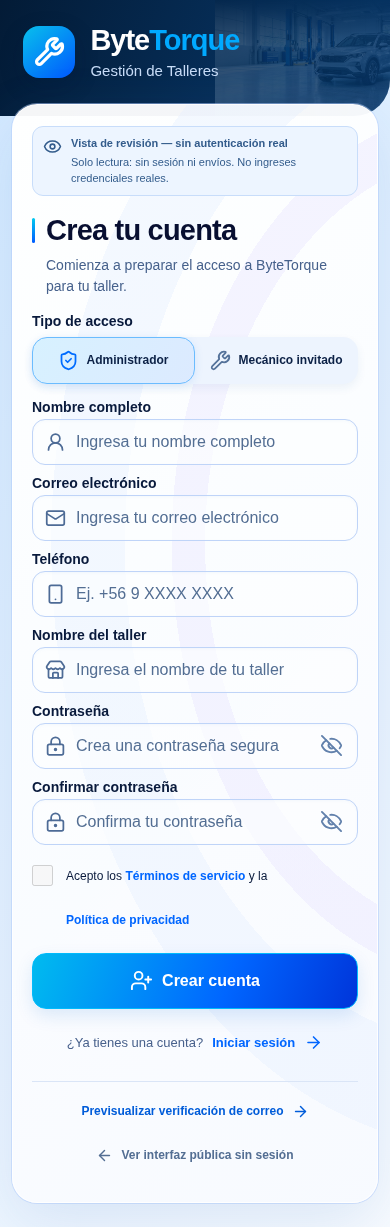 ByteTorque
Gestión de Talleres
Vista de revisión — sin autenticación real
Solo lectura: sin sesión ni envíos. No ingreses
credenciales reales.
Crea tu cuenta
Comienza a preparar el acceso a ByteTorque
para tu taller.
Tipo de acceso
Administrador
Mecánico invitado
Nombre completo
Ingresa tu nombre completo
Correo electrónico
Ingresa tu correo electrónico
Teléfono
Ej. +56 9 XXXX XXXX
Nombre del taller
Ingresa el nombre de tu taller
Contraseña
Crea una contraseña segura
Confirmar contraseña
Confirma tu contraseña
Acepto los Términos de servicio y la
Política de privacidad
Crear cuenta
¿Ya tienes una cuenta? Iniciar sesión
Previsualizar verificación de correo
Ver interfaz pública sin sesión